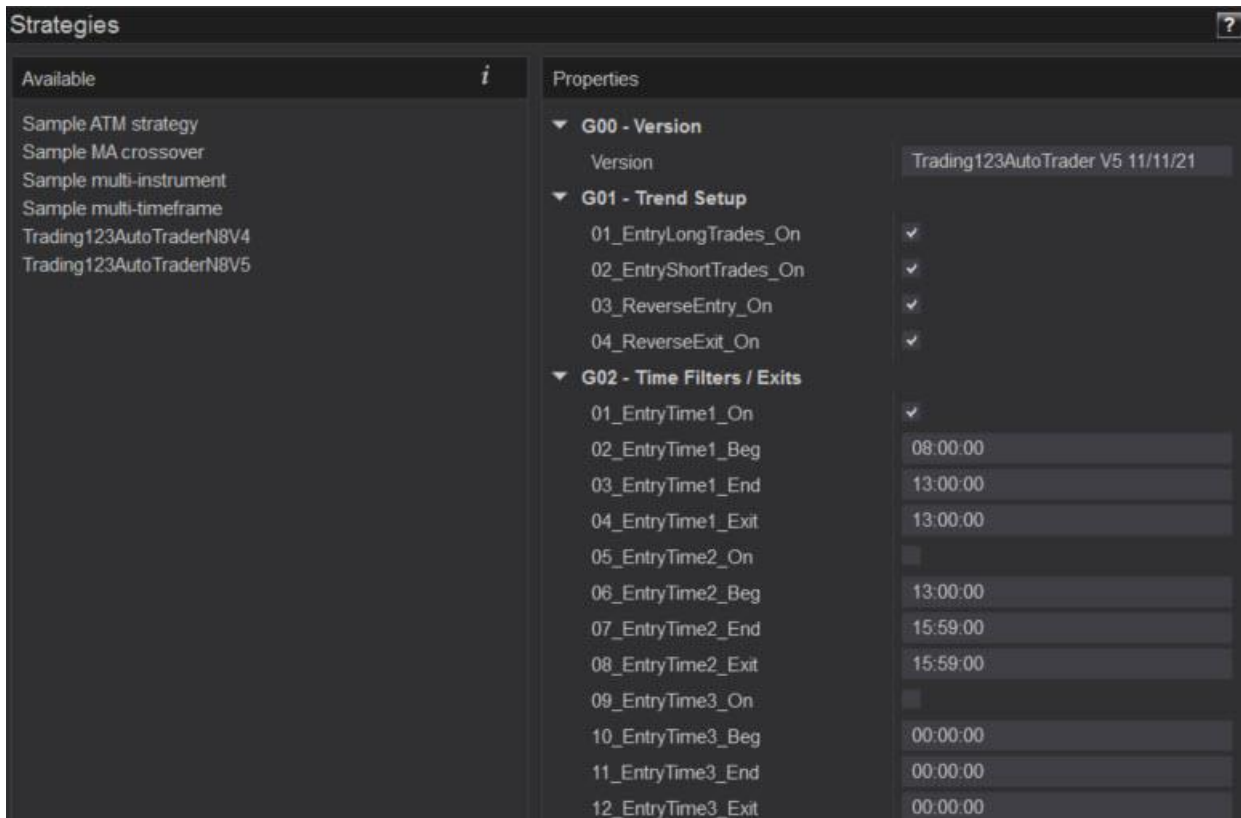 Strategies
?
Available
i
Sample ATM strategy
Sample MA crossover
Sample multi-instrument
Sample multi-timeframe
Trading123AutoTraderN8V4
Trading123AutoTraderN8V5
Properties
G00 - Version
Version Trading123AutoTrader V5 11/11/21
G01 - Trend Setup
01_EntryLongTrades_On
02_EntryShortTrades_On
03_ReverseEntry_On
04_ReverseExit_On
G02 - Time Filters / Exits
01_EntryTime1_On
02_EntryTime1_Beg 08:00:00
03_EntryTime1_End 13:00:00
04_EntryTime1_Exit 13:00:00
05_EntryTime2_On
06_EntryTime2_Beg 13:00:00
07_EntryTime2_End 15:59:00
08_EntryTime2_Exit 15:59:00
09_EntryTime3_On
10_EntryTime3_Beg 00:00:00
11_EntryTime3_End 00:00:00
12_EntryTime3_Exit 00:00:00